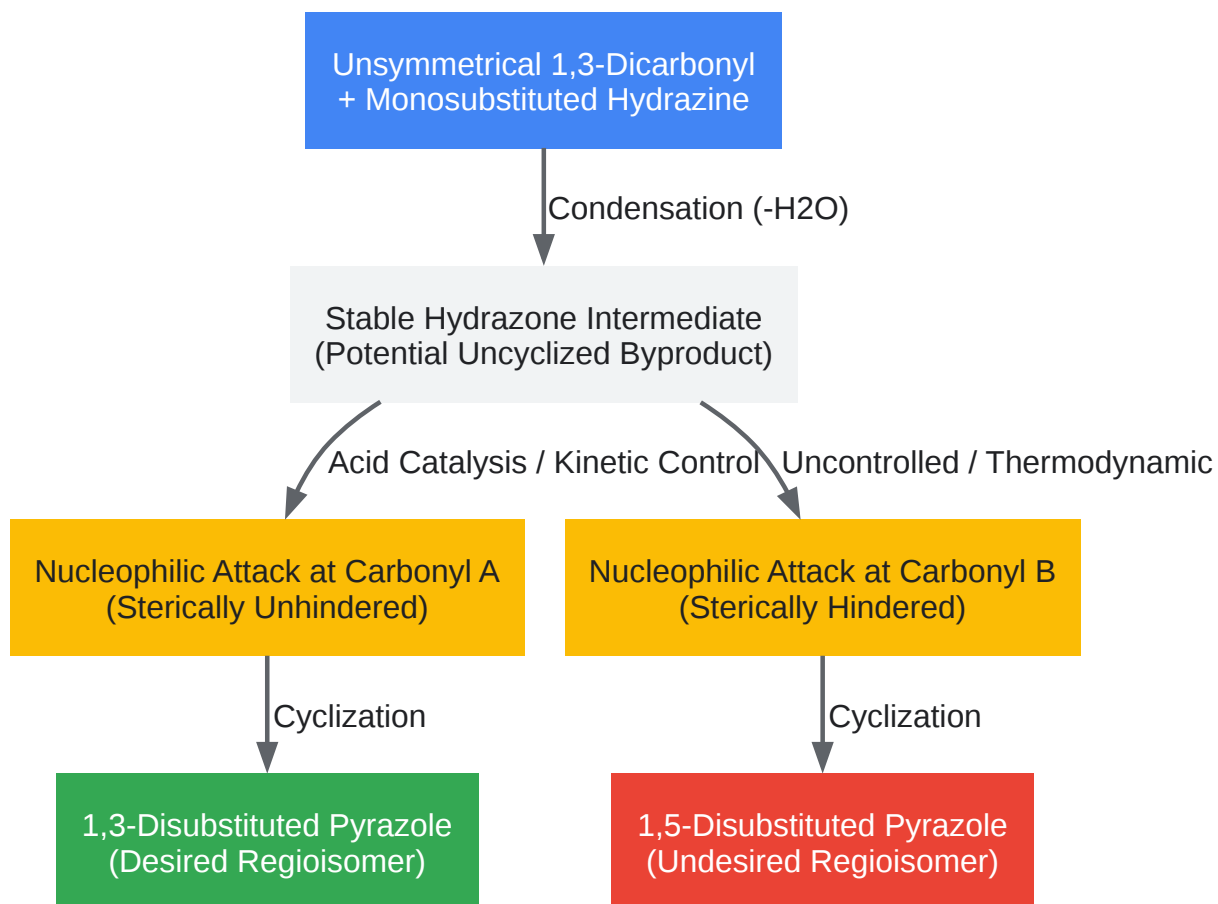 Unsymmetrical 1,3-Dicarbonyl
+ Monosubstituted Hydrazine
Condensation (-H2O)
Stable Hydrazone Intermediate
(Potential Uncyclized Byproduct)
Acid Catalysis / Kinetic Control
Uncontrolled / Thermodynamic
Nucleophilic Attack at Carbonyl A
(Sterically Unhindered)
Nucleophilic Attack at Carbonyl B
(Sterically Hindered)
Cyclization
Cyclization
1,3-Disubstituted Pyrazole
(Desired Regioisomer)
1,5-Disubstituted Pyrazole
(Undesired Regioisomer)